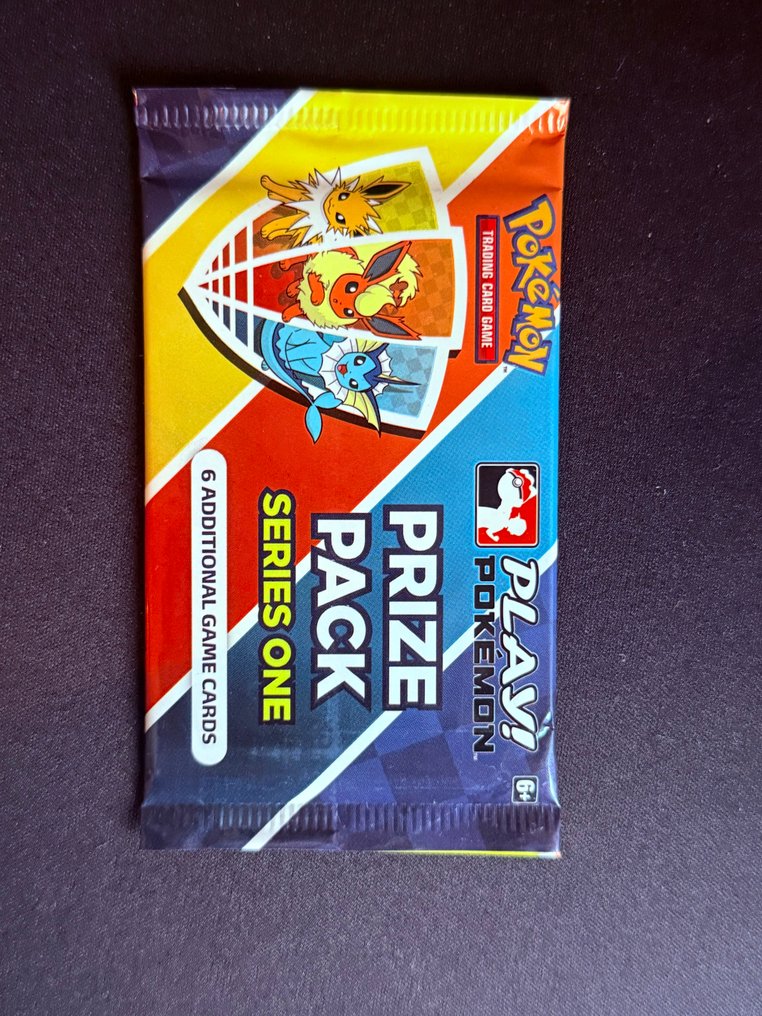 POKéMON
TRADING CARD GAME
PLAY!
POKÉMON
PRIZE
PACK
SERIES ONE
6 ADDITIONAL GAME CARDS
6+